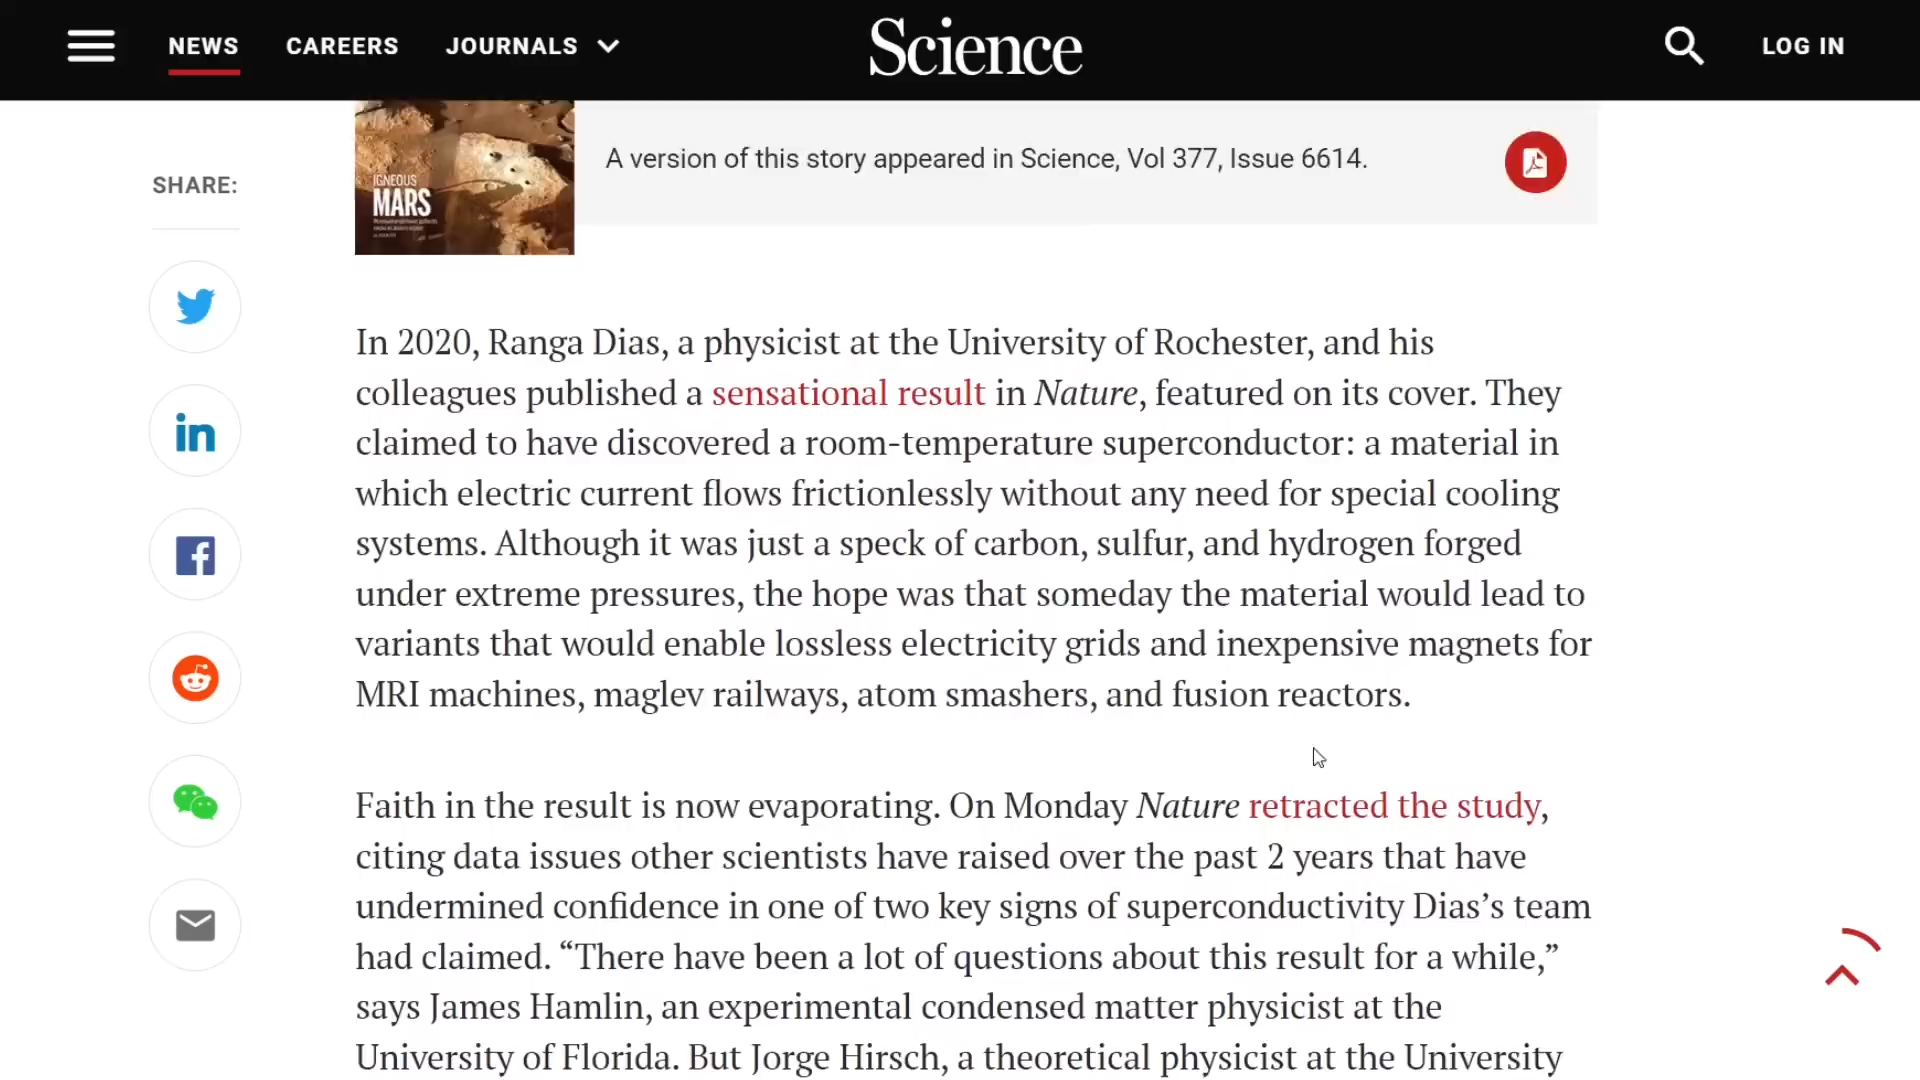 NEWS CAREERS JOURNALS Science LOG IN
IGNEOUS
MARS
A version of this story appeared in Science, Vol 377, Issue 6614.
SHARE:
In 2020, Ranga Dias, a physicist at the University of Rochester, and his
colleagues published a sensational result in Nature, featured on its cover. They
claimed to have discovered a room-temperature superconductor: a material in
which electric current flows frictionlessly without any need for special cooling
systems. Although it was just a speck of carbon, sulfur, and hydrogen forged
under extreme pressures, the hope was that someday the material would lead to
variants that would enable lossless electricity grids and inexpensive magnets for
MRI machines, maglev railways, atom smashers, and fusion reactors.
Faith in the result is now evaporating. On Monday Nature retracted the study,
citing data issues other scientists have raised over the past 2 years that have
undermined confidence in one of two key signs of superconductivity Dias’s team
had claimed. “There have been a lot of questions about this result for a while,”
says James Hamlin, an experimental condensed matter physicist at the
University of Florida. But Jorge Hirsch, a theoretical physicist at the University